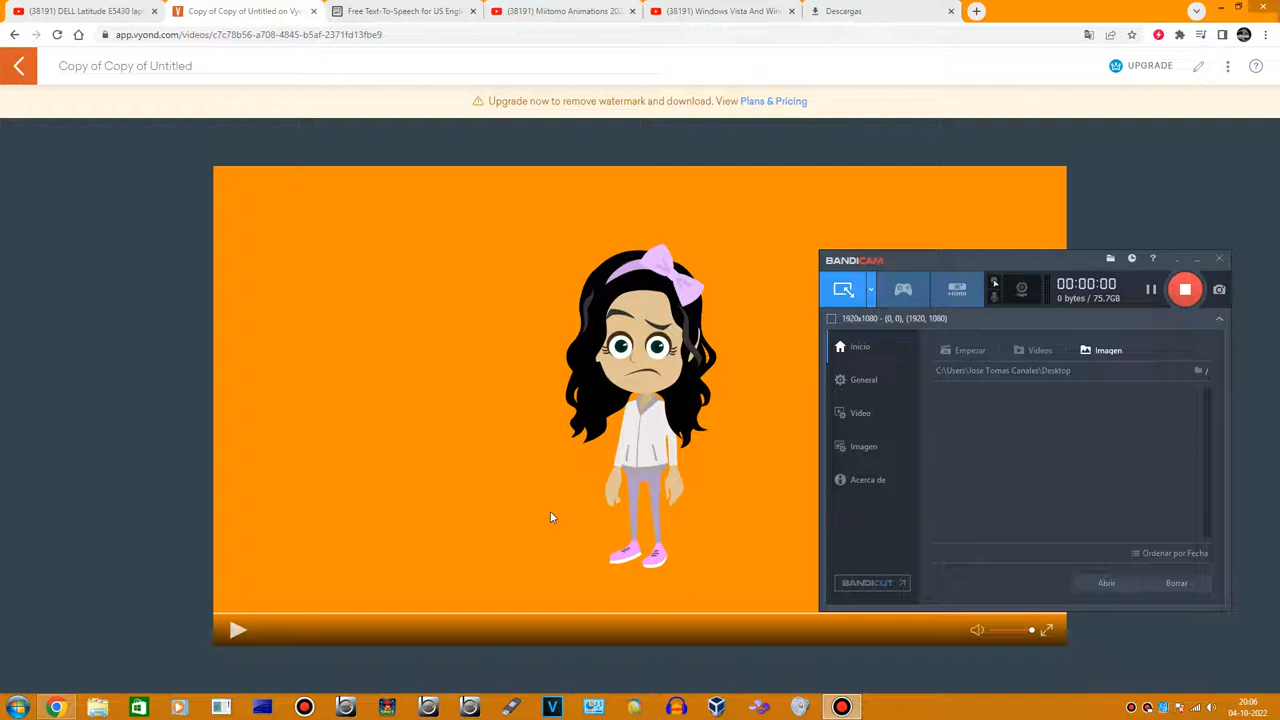 (38191) DELL Latitude E5430 lap
Copy of Copy of Untitled on Vyo
Free Text-To-Speech for US Engl
(38191) Miitomo Animations 202
(38191) Windows Vista And Win
Descargas
app.vyond.com/videos/c7c78b56-a708-4845-b5af-2371fd13fbe9
Copy of Copy of Untitled
UPGRADE
Upgrade now to remove watermark and download. View Plans & Pricing
BANDICAM
HDMI
00:00:00
0 bytes / 75.7GB
1920x1080 - (0, 0), (1920, 1080)
Inicio
Empezar
Videos
Imagen
C:\Users\Jose Tomas Canales\Desktop
General
Video
Imagen
Acerca de
Ordenar por Fecha
BANDICUT
Abrir
Borrar
20:06
04-10-2022